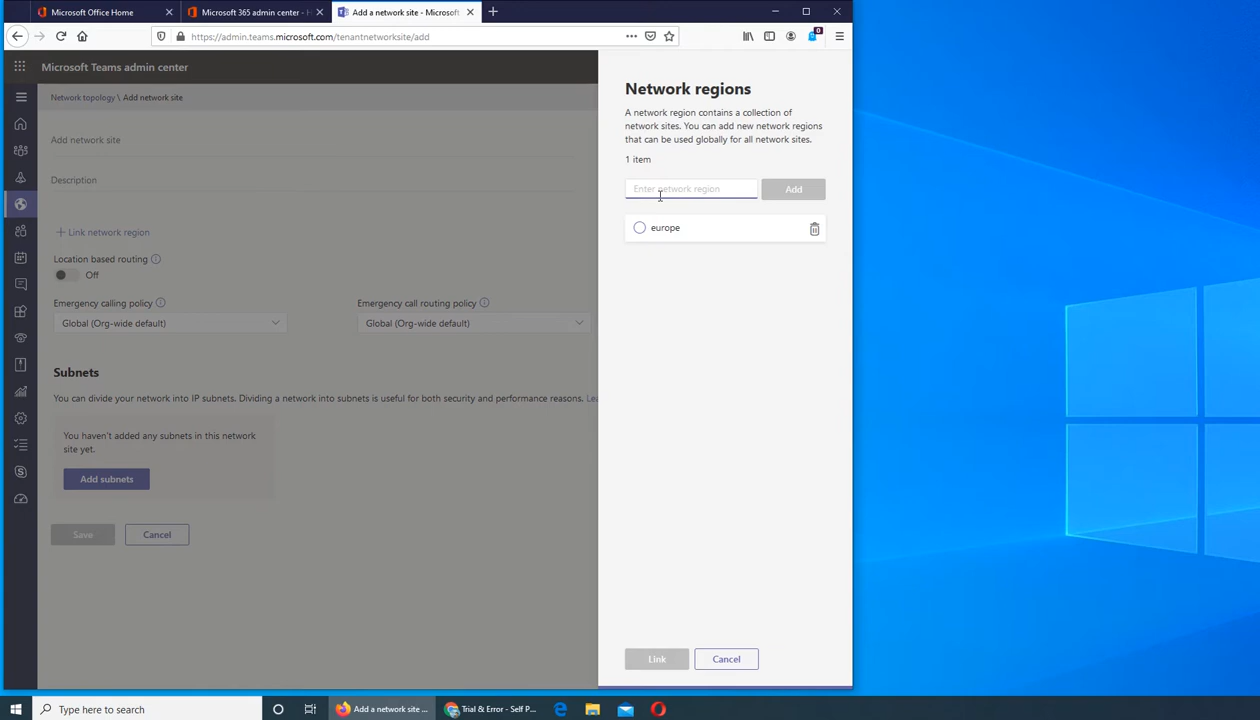 Microsoft Office Home
Microsoft 365 admin center - H
Add a network site - Microsoft
https://admin.teams.microsoft.com/tenantnetworksite/add
0
Microsoft Teams admin center
Network topology \ Add network site
Add network site
Description
+ Link network region
Location based routing
Off
Emergency calling policy
Emergency call routing policy
Global (Org-wide default)
Global (Org-wide default)
Subnets
You can divide your network into IP subnets. Dividing a network into subnets is useful for both security and performance reasons. Lea
You haven't added any subnets in this network
site yet.
Add subnets
Save
Cancel
Network regions
A network region contains a collection of
network sites. You can add new network regions
that can be used globally for all network sites.
1 item
Enter network region
Add
europe
Link
Cancel
Type here to search
Add a network site ...
Trial & Error - Self P...